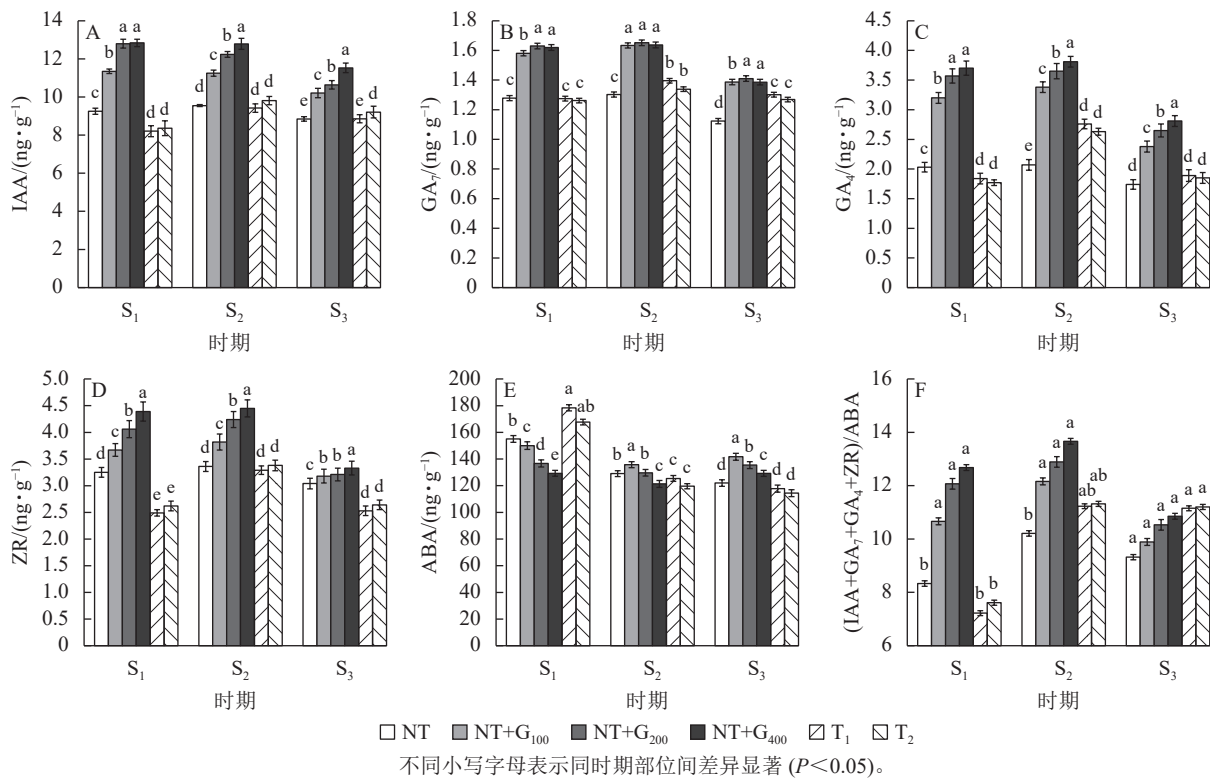 A
IAA/(ng·g⁻¹)
14
12
10
8
6
4
2
0
c b a a d d
d c b a d d
e c b a e d
S₁ S₂ S₃
时期
B
GA₇/(ng·g⁻¹)
1.8
1.6
1.4
1.2
1.0
0.8
0.6
0.4
0.2
0
c b a a c c
c a a a b b
d b a b c c
S₁ S₂ S₃
时期
C
GA₄/(ng·g⁻¹)
4.5
4.0
3.5
3.0
2.5
2.0
1.5
1.0
0.5
0
c b a a d d
e c b a d d
d c b a d d
S₁ S₂ S₃
时期
D
ZR/(ng·g⁻¹)
5.0
4.5
4.0
3.5
3.0
2.5
2.0
1.5
1.0
0.5
0
d c b a e e
d c b a d d
c b b a d d
S₁ S₂ S₃
时期
E
ABA/(ng·g⁻¹)
200
180
160
140
120
100
80
60
40
20
0
b c d e a ab
b a b c c c
d a b c d d
S₁ S₂ S₃
时期
F
(IAA+GA₇+GA₄+ZR)/ABA
16
14
12
10
8
6
b a a a b b
b a a a ab ab
a a a a a a
S₁ S₂ S₃
时期
NT NT+G₁₀₀ NT+G₂₀₀ NT+G₄₀₀ T₁ T₂
不同小写字母表示同时期部位间差异显著 (P<0.05)。